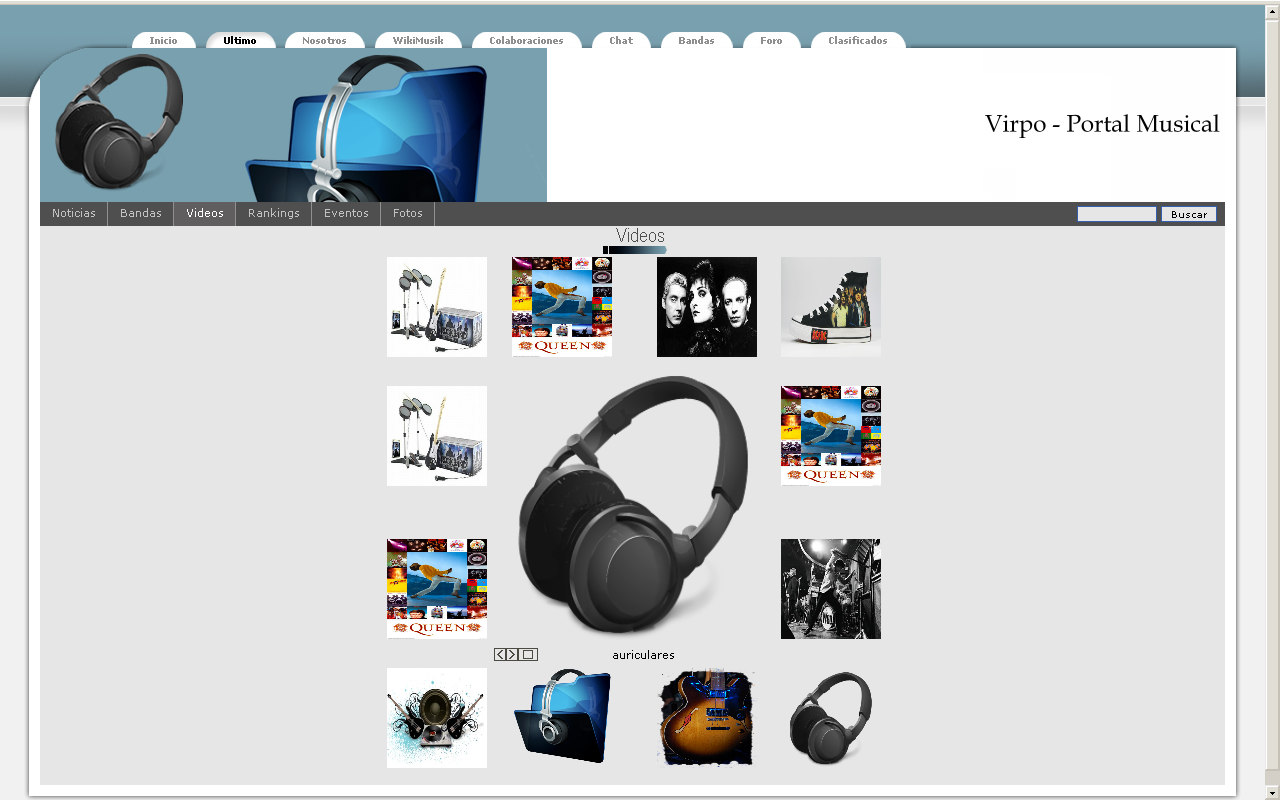 Inicio
Ultimo
Nosotros
WikiMusik
Colaboraciones
Chat
Bandas
Foro
Clasificados
Virpo - Portal Musical
Noticias
Bandas
Videos
Rankings
Eventos
Fotos
Buscar
Videos
QUEEN
QUEEN
QUEEN
auriculares